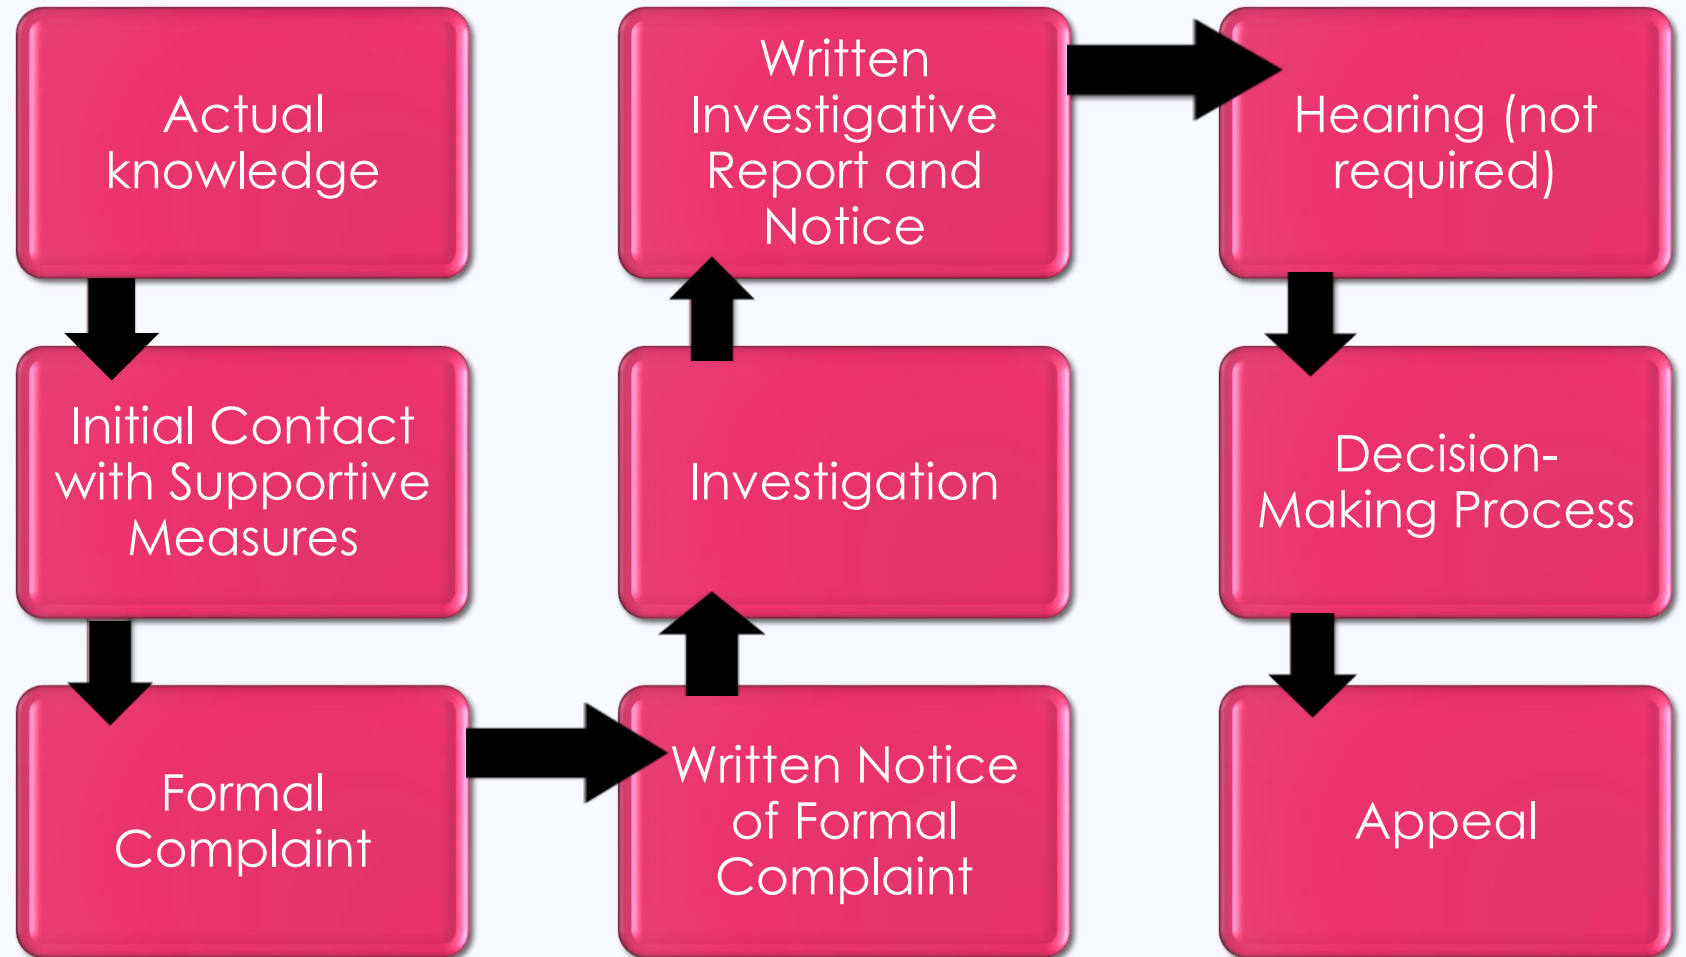 Actual
knowledge
Initial Contact
with Supportive
Measures
Formal
Complaint
Written Notice
of Formal
Complaint
Investigation
Written
Investigative
Report and
Notice
Hearing (not
required)
Decision-
Making Process
Appeal